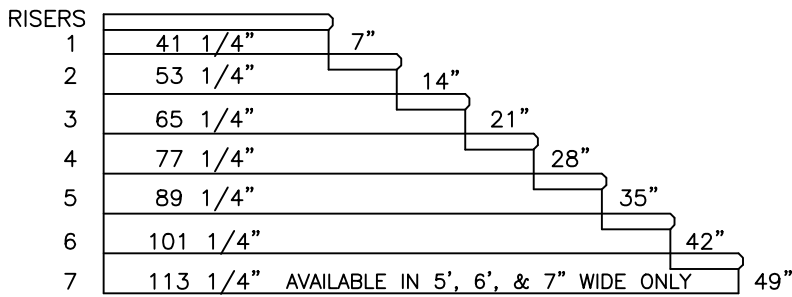 RISERS
1 41 1/4" 7"
2 53 1/4" 14"
3 65 1/4" 21"
4 77 1/4" 28"
5 89 1/4" 35"
6 101 1/4" 42"
7 113 1/4" AVAILABLE IN 5', 6', & 7" WIDE ONLY 49"